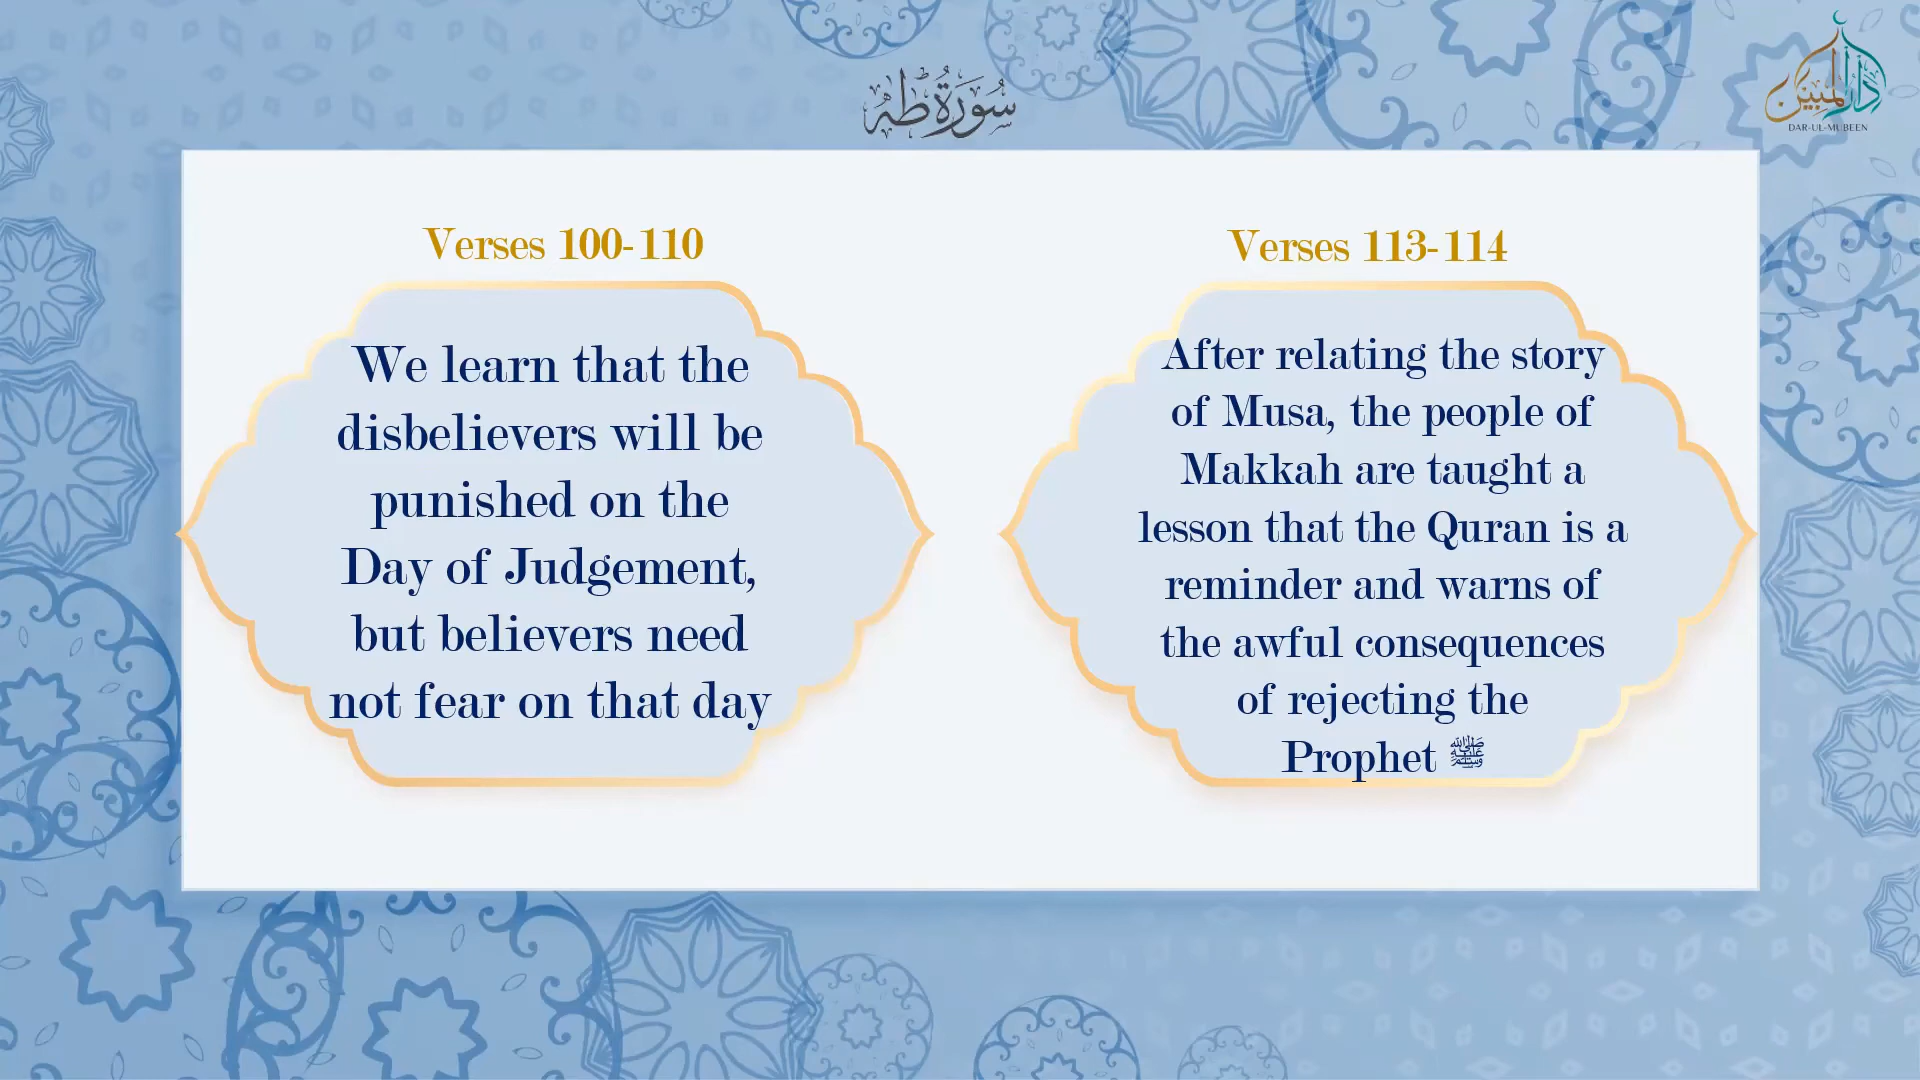 سُورَةُ طه
دار المبين
DAR-UL-MUBEEN
Verses 100-110
We learn that the
disbelievers will be
punished on the
Day of Judgement,
but believers need
not fear on that day
Verses 113-114
After relating the story
of Musa, the people of
Makkah are taught a
lesson that the Quran is a
reminder and warns of
the awful consequences
of rejecting the
Prophet ﷺ